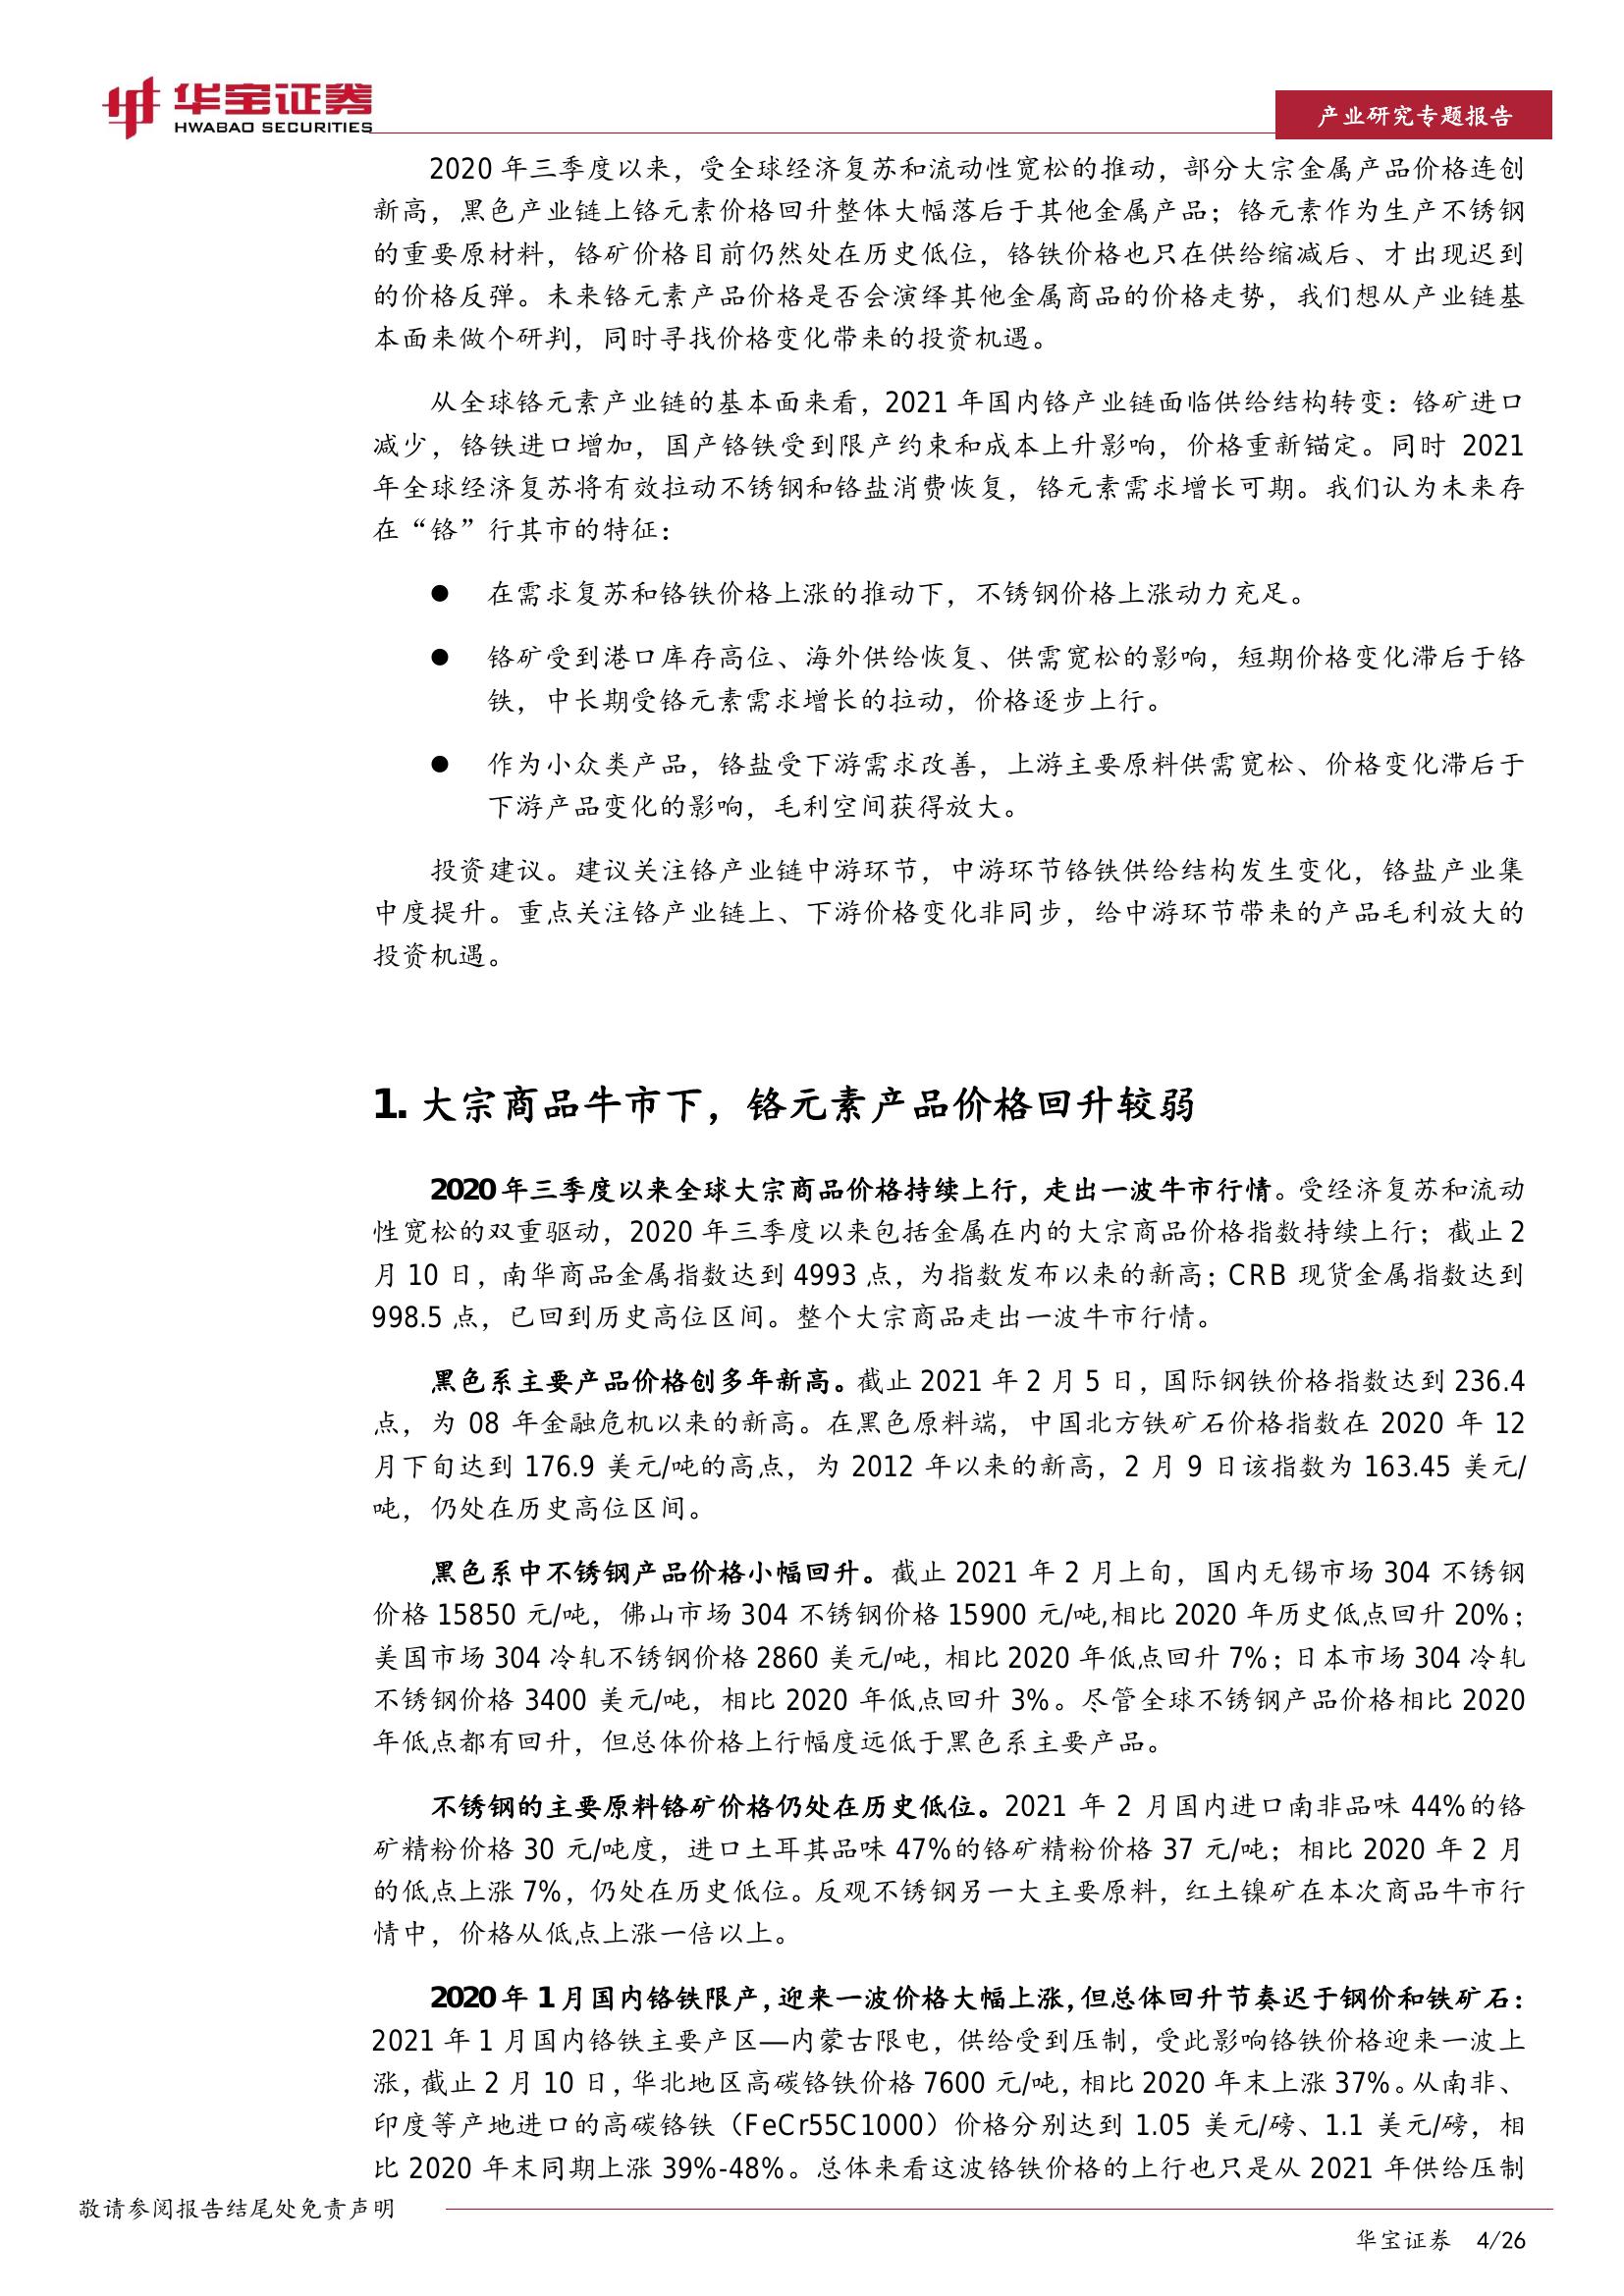 华宝证券
HWABAO SECURITIES
产业研究专题报告
2020 年三季度以来，受全球经济复苏和流动性宽松的推动，部分大宗金属产品价格连创
新高，黑色产业链上铬元素价格回升整体大幅落后于其他金属产品；铬元素作为生产不锈钢
的重要原材料，铬矿价格目前仍然处在历史低位，铬铁价格也只在供给缩减后、才出现迟到
的价格反弹。未来铬元素产品价格是否会演绎其他金属商品的价格走势，我们想从产业链基
本面来做个研判，同时寻找价格变化带来的投资机遇。
从全球铬元素产业链的基本面来看，2021 年国内铬产业链面临供给结构转变：铬矿进口
减少，铬铁进口增加，国产铬铁受到限产约束和成本上升影响，价格重新锚定。同时 2021
年全球经济复苏将有效拉动不锈钢和铬盐消费恢复，铬元素需求增长可期。我们认为未来存
在“铬”行其市的特征：
● 在需求复苏和铬铁价格上涨的推动下，不锈钢价格上涨动力充足。
● 铬矿受到港口库存高位、海外供给恢复、供需宽松的影响，短期价格变化滞后于铬
铁，中长期受铬元素需求增长的拉动，价格逐步上行。
● 作为小众类产品，铬盐受下游需求改善，上游主要原料供需宽松、价格变化滞后于
下游产品变化的影响，毛利空间获得放大。
投资建议。建议关注铬产业链中游环节，中游环节铬铁供给结构发生变化，铬盐产业集
中度提升。重点关注铬产业链上、下游价格变化非同步，给中游环节带来的产品毛利放大的
投资机遇。
1. 大宗商品牛市下，铬元素产品价格回升较弱
2020 年三季度以来全球大宗商品价格持续上行，走出一波牛市行情。受经济复苏和流动
性宽松的双重驱动，2020 年三季度以来包括金属在内的大宗商品价格指数持续上行；截止 2
月 10 日，南华商品金属指数达到 4993 点，为指数发布以来的新高；CRB 现货金属指数达到
998.5 点，已回到历史高位区间。整个大宗商品走出一波牛市行情。
黑色系主要产品价格创多年新高。截止 2021 年 2 月 5 日，国际钢铁价格指数达到 236.4
点，为 08 年金融危机以来的新高。在黑色原料端，中国北方铁矿石价格指数在 2020 年 12
月下旬达到 176.9 美元/吨的高点，为 2012 年以来的新高，2 月 9 日该指数为 163.45 美元/
吨，仍处在历史高位区间。
黑色系中不锈钢产品价格小幅回升。截止 2021 年 2 月上旬，国内无锡市场 304 不锈钢
价格 15850 元/吨，佛山市场 304 不锈钢价格 15900 元/吨,相比 2020 年历史低点回升 20%；
美国市场 304 冷轧不锈钢价格 2860 美元/吨，相比 2020 年低点回升 7%；日本市场 304 冷轧
不锈钢价格 3400 美元/吨，相比 2020 年低点回升 3%。尽管全球不锈钢产品价格相比 2020
年低点都有回升，但总体价格上行幅度远低于黑色系主要产品。
不锈钢的主要原料铬矿价格仍处在历史低位。2021 年 2 月国内进口南非品味 44%的铬
矿精粉价格 30 元/吨度，进口土耳其品味 47%的铬矿精粉价格 37 元/吨；相比 2020 年 2 月
的低点上涨 7%，仍处在历史低位。反观不锈钢另一大主要原料，红土镍矿在本次商品牛市行
情中，价格从低点上涨一倍以上。
2020 年 1 月国内铬铁限产，迎来一波价格大幅上涨，但总体回升节奏迟于钢价和铁矿石：
2021 年 1 月国内铬铁主要产区—内蒙古限电，供给受到压制，受此影响铬铁价格迎来一波上
涨，截止 2 月 10 日，华北地区高碳铬铁价格 7600 元/吨，相比 2020 年末上涨 37%。从南非、
印度等产地进口的高碳铬铁（FeCr55C1000）价格分别达到 1.05 美元/磅、1.1 美元/磅，相
比 2020 年末同期上涨 39%-48%。总体来看这波铬铁价格的上行也只是从 2021 年供给压制
敬请参阅报告结尾处免责声明
华宝证券 4/26